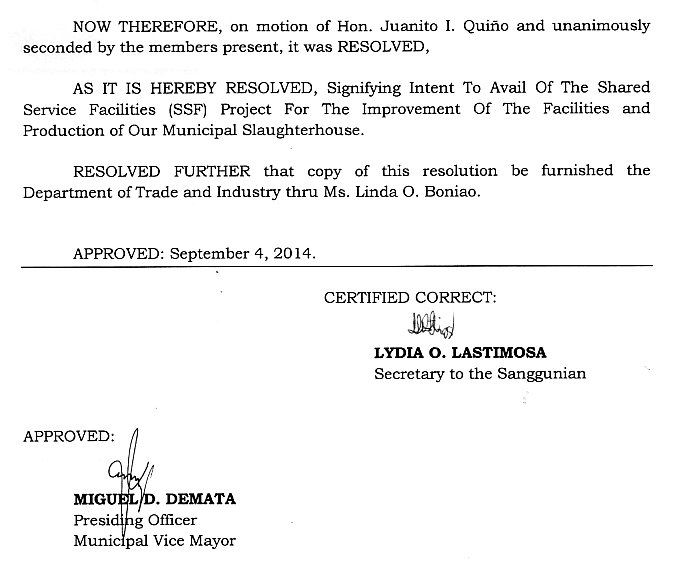 NOW THEREFORE, on motion of Hon. Juanito I. Quiño and unanimously
seconded by the members present, it was RESOLVED,
AS IT IS HEREBY RESOLVED, Signifying Intent To Avail Of The Shared
Service Facilities (SSF) Project For The Improvement Of The Facilities and
Production of Our Municipal Slaughterhouse.
RESOLVED FURTHER that copy of this resolution be furnished the
Department of Trade and Industry thru Ms. Linda O. Boniao.
APPROVED: September 4, 2014.
CERTIFIED CORRECT:
LYDIA O. LASTIMOSA
Secretary to the Sanggunian
APPROVED:
MIGUEL D. DEMATA
Presiding Officer
Municipal Vice Mayor